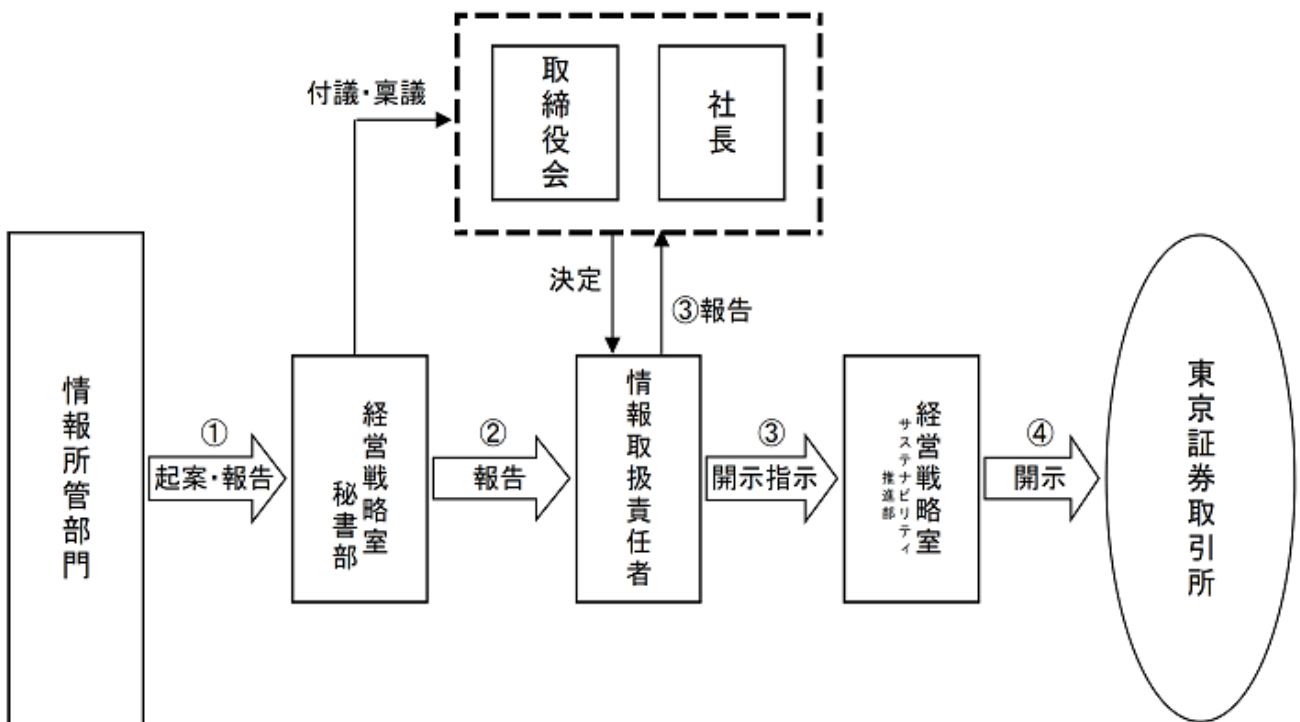 付議・稟議
取締役会
社長
決定
③報告
情報所管部門
①
起案・報告
経営戦略室
秘書部
②
報告
情報取扱責任者
③
開示指示
経営戦略室
サステナビリティ
推進部
④
開示
東京証券取引所